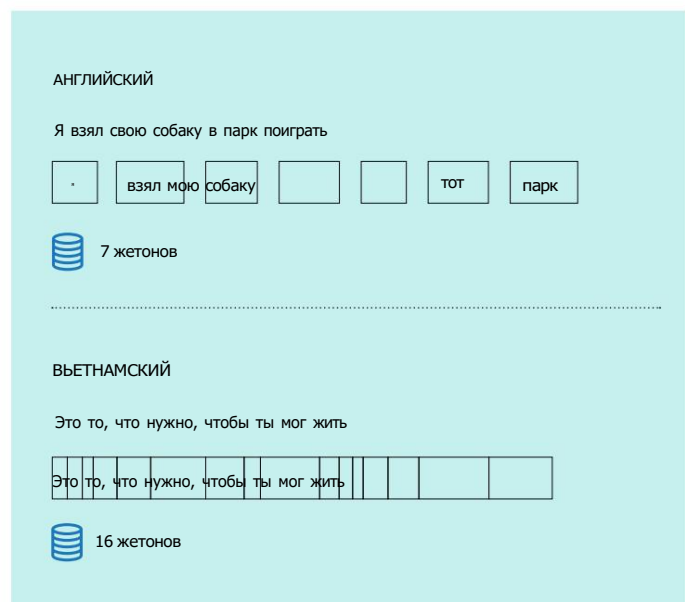 АНГЛИЙСКИЙ
Я взял свою собаку в парк поиграть
взял мою собаку тот парк
7 жетонов
ВЬЕТНАМСКИЙ
Это то, что нужно, чтобы ты мог жить
Это то, что нужно, чтобы ты мог жить
16 жетонов